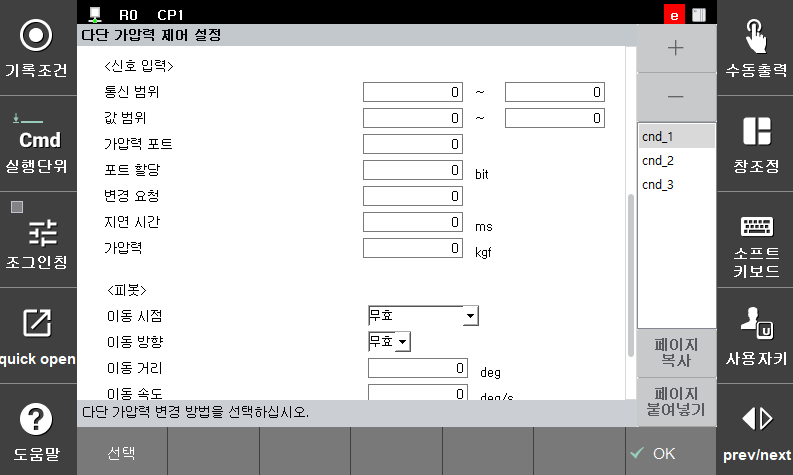 R0 CP1 e
다단 가압력 제어 설정
기록조건
Cmd
실행단위
조그인칭
quick open
도움말
<신호 입력>
통신 범위 0 ~ 0
값 범위 0 ~ 0
가압력 포트 0
포트 할당 0 bit
변경 요청 0
지연 시간 0 ms
가압력 0 kgf
<피봇>
이동 시점 무효
이동 방향 무효
이동 거리 0 deg
이동 속도 0 deg/s
다단 가압력 변경 방법을 선택하십시오.
선택
+
−
cnd_1
cnd_2
cnd_3
페이지
복사
페이지
붙여넣기
OK
수동출력
창조정
소프트
키보드
U
사용자키
prev/next